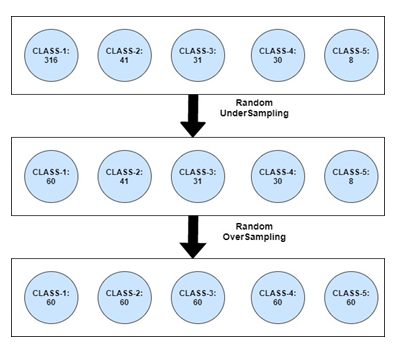 CLASS-1:
316
CLASS-2:
41
CLASS-3:
31
CLASS-4:
30
CLASS-5:
8
Random
UnderSampling
CLASS-1:
60
CLASS-2:
41
CLASS-3:
31
CLASS-4:
30
CLASS-5:
8
Random
OverSampling
CLASS-1:
60
CLASS-2:
60
CLASS-3:
60
CLASS-4:
60
CLASS-5:
60